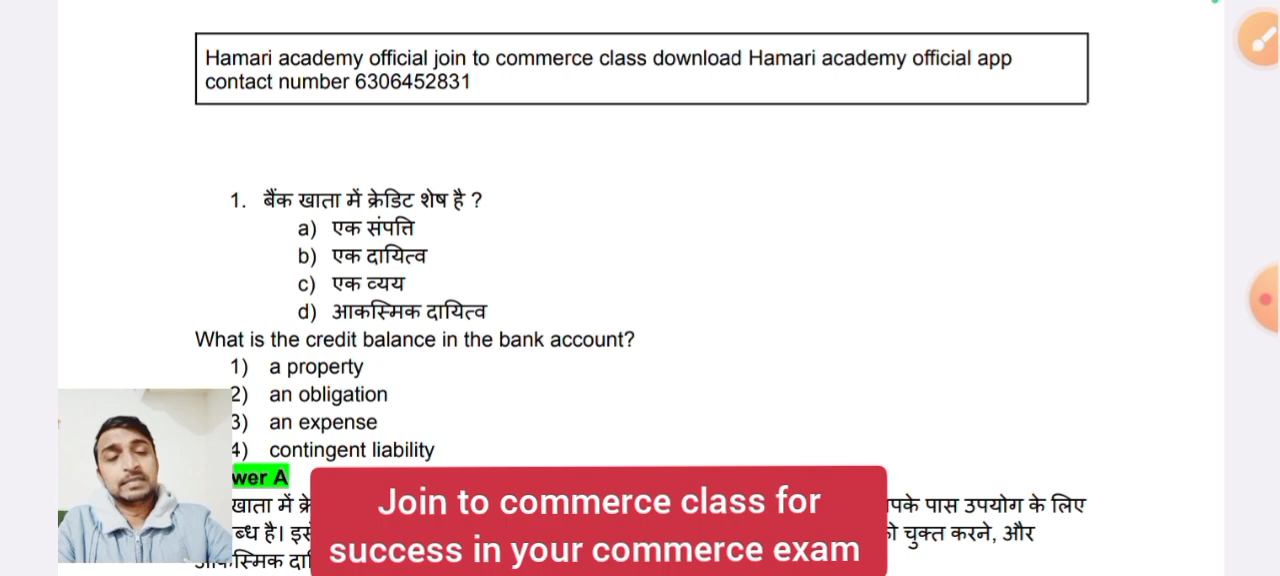 Hamari academy official join to commerce class download Hamari academy official app
contact number 6306452831
1. बैंक खाता में क्रेडिट शेष है ?
a) एक संपत्ति
b) एक दायित्व
c) एक व्यय
d) आकस्मिक दायित्व
What is the credit balance in the bank account?
1) a property
2) an obligation
3) an expense
4) contingent liability
wer A
खाता में
पास उपयोग के लिए
है।
चुक्त करने, और
Join to commerce class for
success in your commerce exam